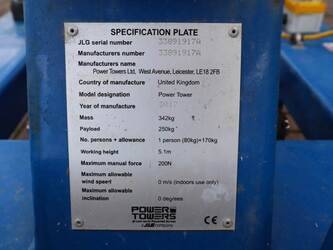 SPECIFICATION PLATE
JLG serial number 33891917A
Manufacturers number 33891917A
Manufacturers name
Power Towers Ltd, West Avenue, Leicester, LE18 2FB
Country of manufacture United Kingdom
Model designation Power Tower
Year of manufacture
Mass 342kg
Payload 250kg
No. persons + allowance 1 person (80kg)+170kg
Working height 5.1m
Maximum manual force 200N
Maximum allowable
wind speed 0 m/s (indoors use only)
Maximum allowable
inclination 0 degrees
POWER
TOWERS
a JLG company
CE